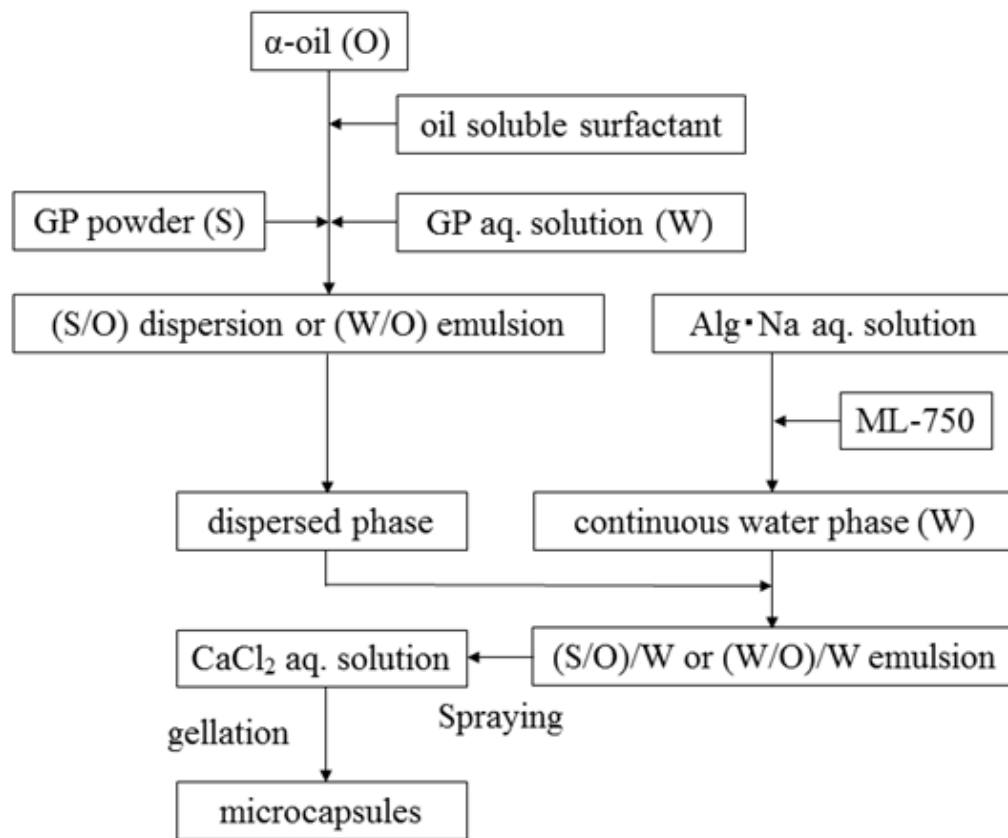 α-oil (O)
oil soluble surfactant
GP powder (S)
GP aq. solution (W)
(S/O) dispersion or (W/O) emulsion
Alg・Na aq. solution
ML-750
dispersed phase
continuous water phase (W)
CaCl₂ aq. solution
(S/O)/W or (W/O)/W emulsion
Spraying
gellation
microcapsules